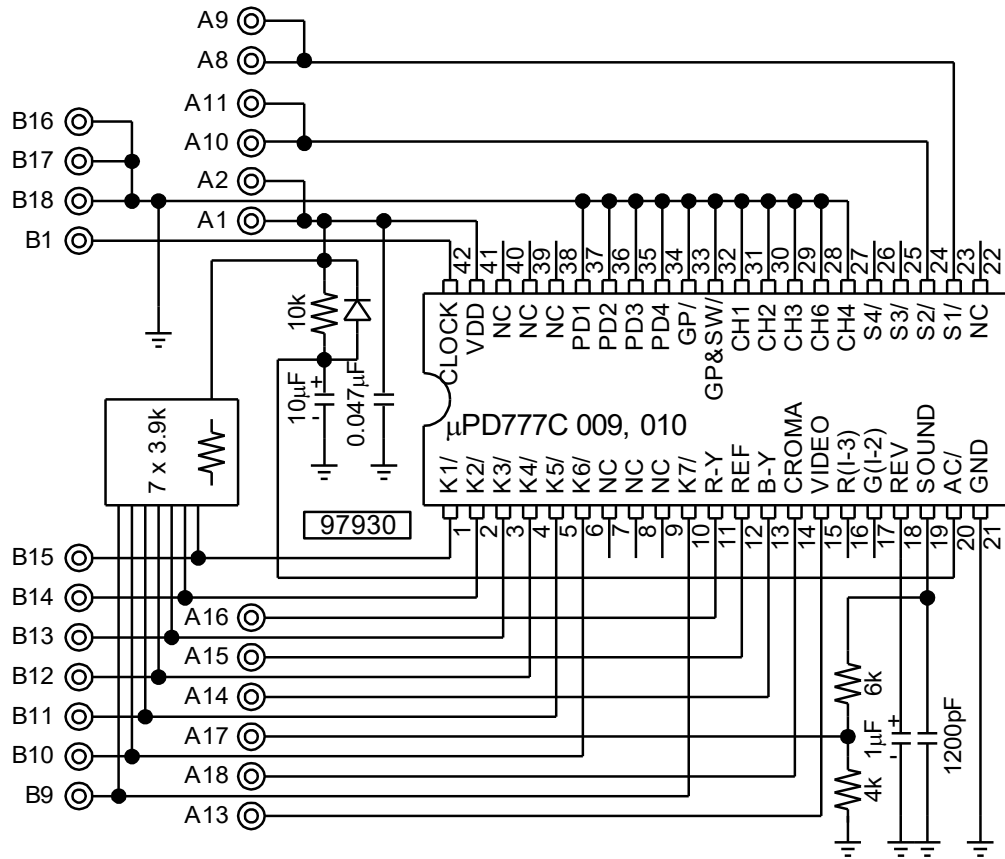 A9
A8
A11
A10
A2
A1
B16
B17
B18
B1
42
41
40
39
38
37
36
35
34
33
32
31
30
29
28
27
26
25
24
23
22
CLOCK
VDD
NC
NC
NC
PD1
PD2
PD3
PD4
GP/
GP&SW/
CH1
CH2
CH3
CH6
CH4
S4/
S3/
S2/
S1/
NC
10k
10µF
+
-
0.047µF
7 x 3.9k
µPD777C 009, 010
97930
K1/
K2/
K3/
K4/
K5/
K6/
NC
NC
NC
K7/
R-Y
REF
B-Y
CROMA
VIDEO
R(I-3)
G(I-2)
REV
SOUND
AC/
GND
1
2
3
4
5
6
7
8
9
10
11
12
13
14
15
16
17
18
19
20
21
B15
B14
B13
B12
B11
B10
B9
A16
A15
A14
A17
A18
A13
6k
4k
1µF
+
-
1200pF